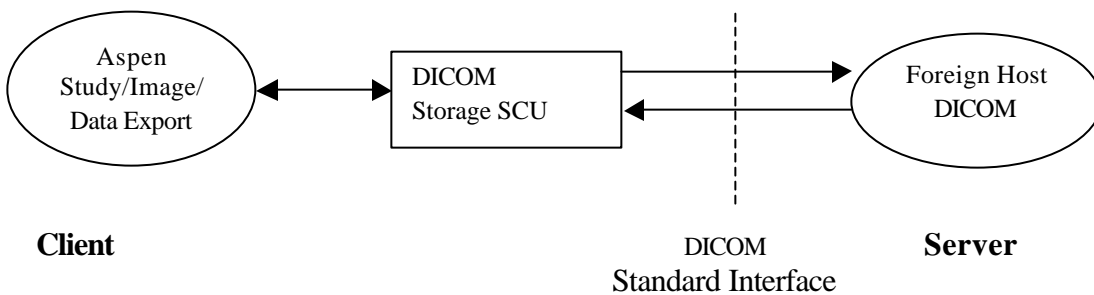 Aspen
Study/Image/
Data Export
DICOM
Storage SCU
Foreign Host
DICOM
Client
DICOM
Standard Interface
Server